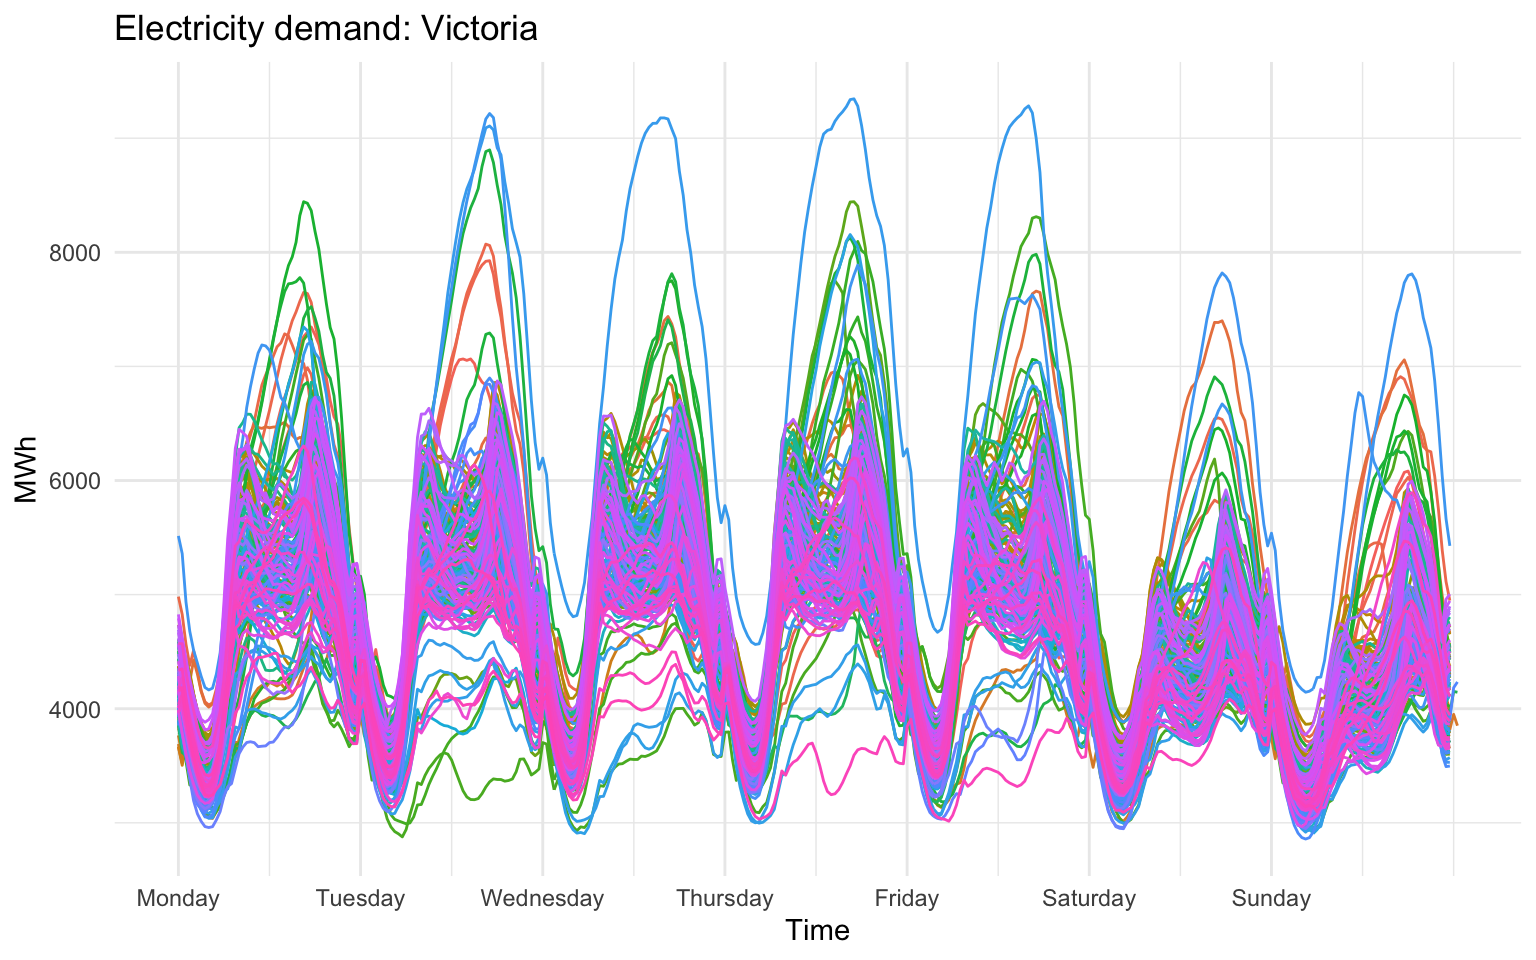 Electricity demand: Victoria
MWh
8000
6000
4000
Monday Tuesday Wednesday Thursday Friday Saturday Sunday
Time